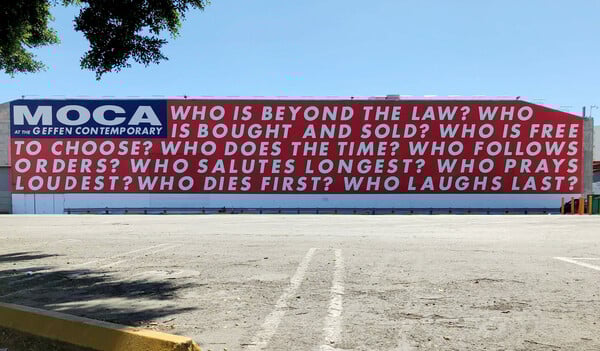 MOCA
AT THE GEFFEN CONTEMPORARY
WHO IS BEYOND THE LAW? WHO
IS BOUGHT AND SOLD? WHO IS FREE
TO CHOOSE? WHO DOES THE TIME? WHO FOLLOWS
ORDERS? WHO SALUTES LONGEST? WHO PRAYS
LOUDEST? WHO DIES FIRST? WHO LAUGHS LAST?